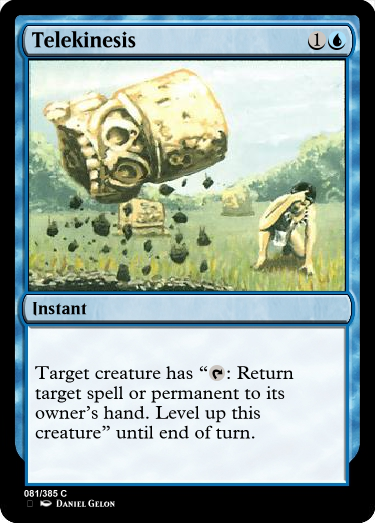 Telekinesis 1
Instant
Target creature has “: Return
target spell or permanent to its
owner’s hand. Level up this
creature” until end of turn.
081/385 C
Daniel Gelon